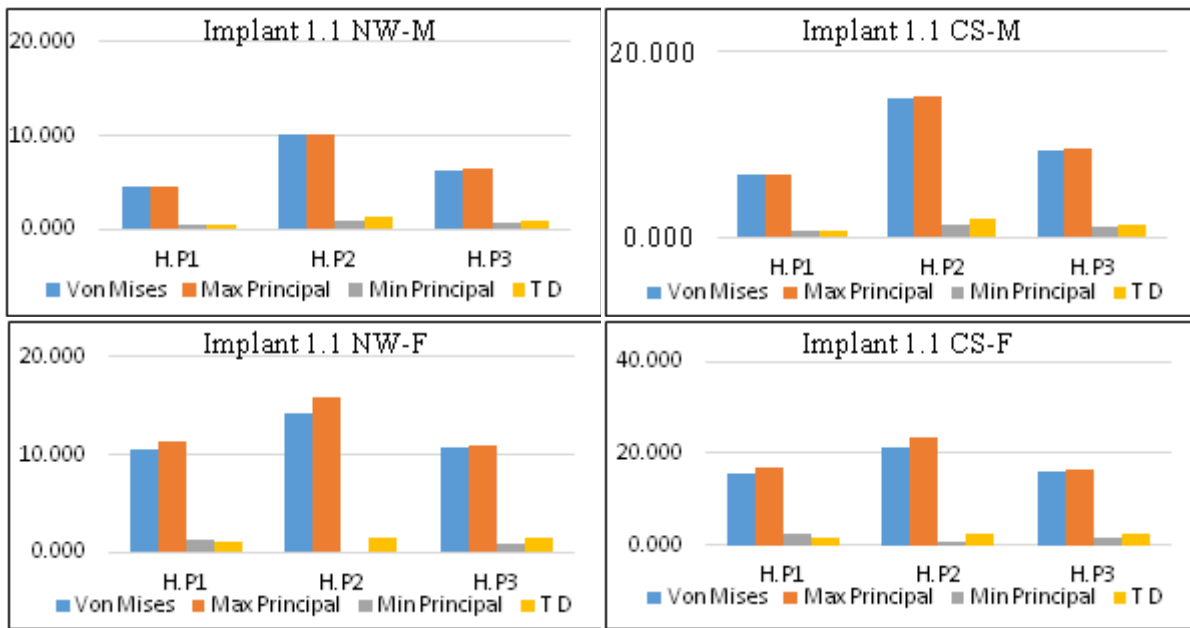 Implant 1.1 NW-M
20.000
10.000
0.000
H.P1 H.P2 H.P3
Von Mises Max Principal Min Principal T D
Implant 1.1 CS-M
20.000
0.000
H.P1 H.P2 H.P3
Von Mises Max Principal Min Principal T D
Implant 1.1 NW-F
20.000
10.000
0.000
H.P1 H.P2 H.P3
Von Mises Max Principal Min Principal T D
Implant 1.1 CS-F
40.000
20.000
0.000
H.P1 H.P2 H.P3
Von Mises Max Principal Min Principal T D